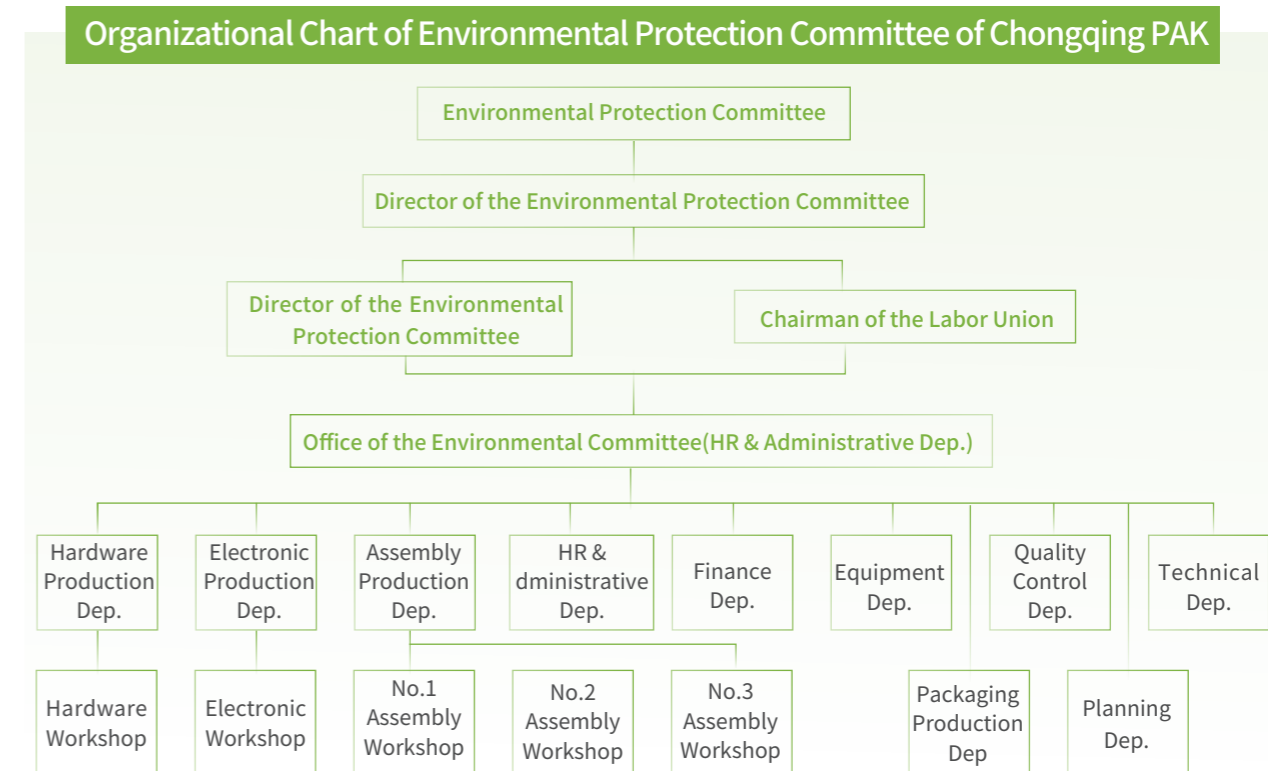 Organizational Chart of Environmental Protection Committee of Chongqing PAK
Environmental Protection Committee
Director of the Environmental Protection Committee
Director of the Environmental
Protection Committee
Chairman of the Labor Union
Office of the Environmental Committee(HR & Administrative Dep.)
Hardware
Production
Dep.
Electronic
Production
Dep.
Assembly
Production
Dep.
HR &
dministrative
Dep.
Finance
Dep.
Equipment
Dep.
Quality
Control
Dep.
Technical
Dep.
Hardware
Workshop
Electronic
Workshop
No.1
Assembly
Workshop
No.2
Assembly
Workshop
No.3
Assembly
Workshop
Packaging
Production
Dep
Planning
Dep.